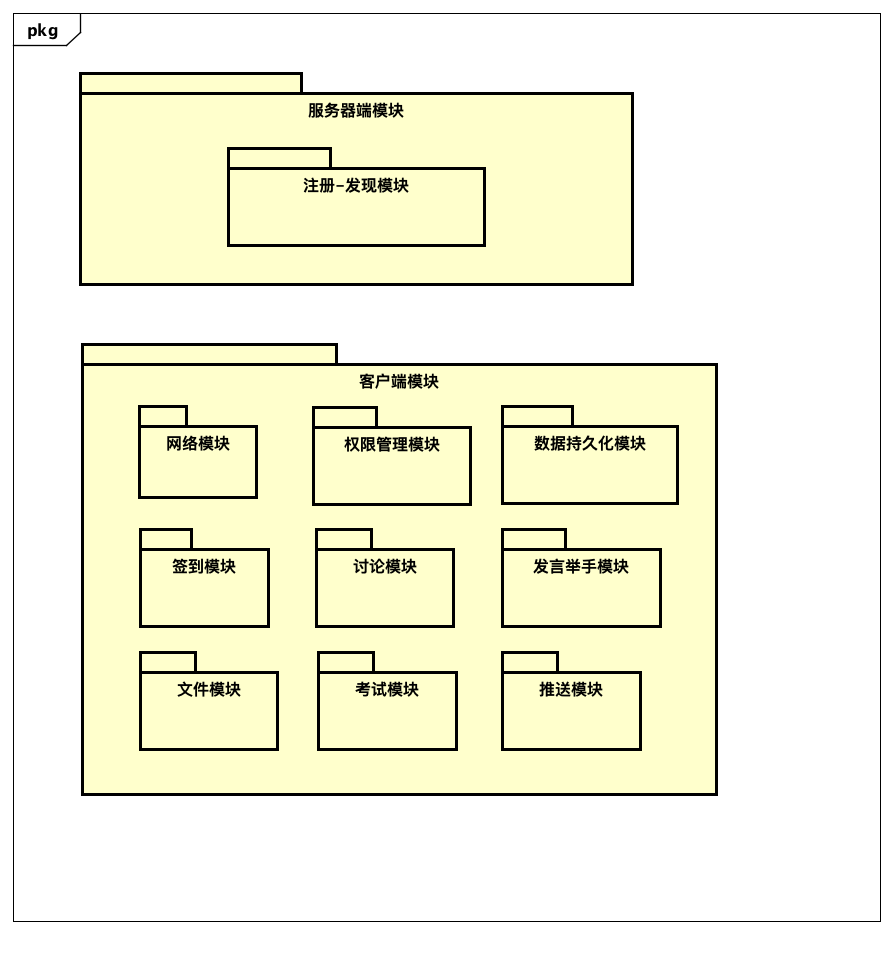 pkg
服务器端模块
注册-发现模块
客户端模块
网络模块
权限管理模块
数据持久化模块
签到模块
讨论模块
发言举手模块
文件模块
考试模块
推送模块